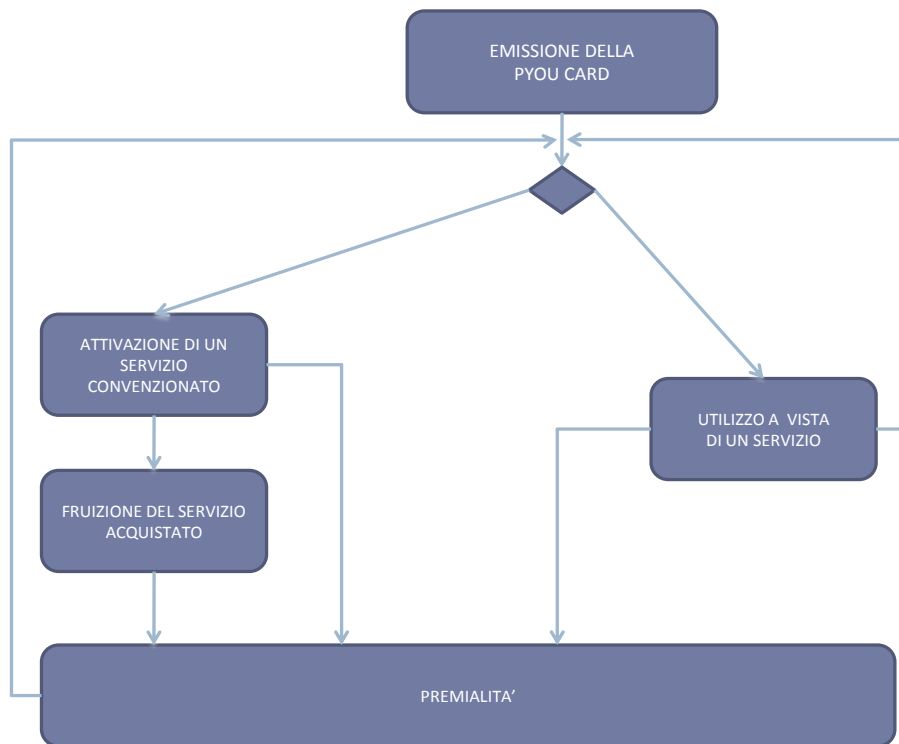 EMISSIONE DELLA
PYOU CARD
ATTIVAZIONE DI UN
SERVIZIO
CONVENZIONATO
UTILIZZO A VISTA
DI UN SERVIZIO
FRUIZIONE DEL SERVIZIO
ACQUISTATO
PREMIALITA’